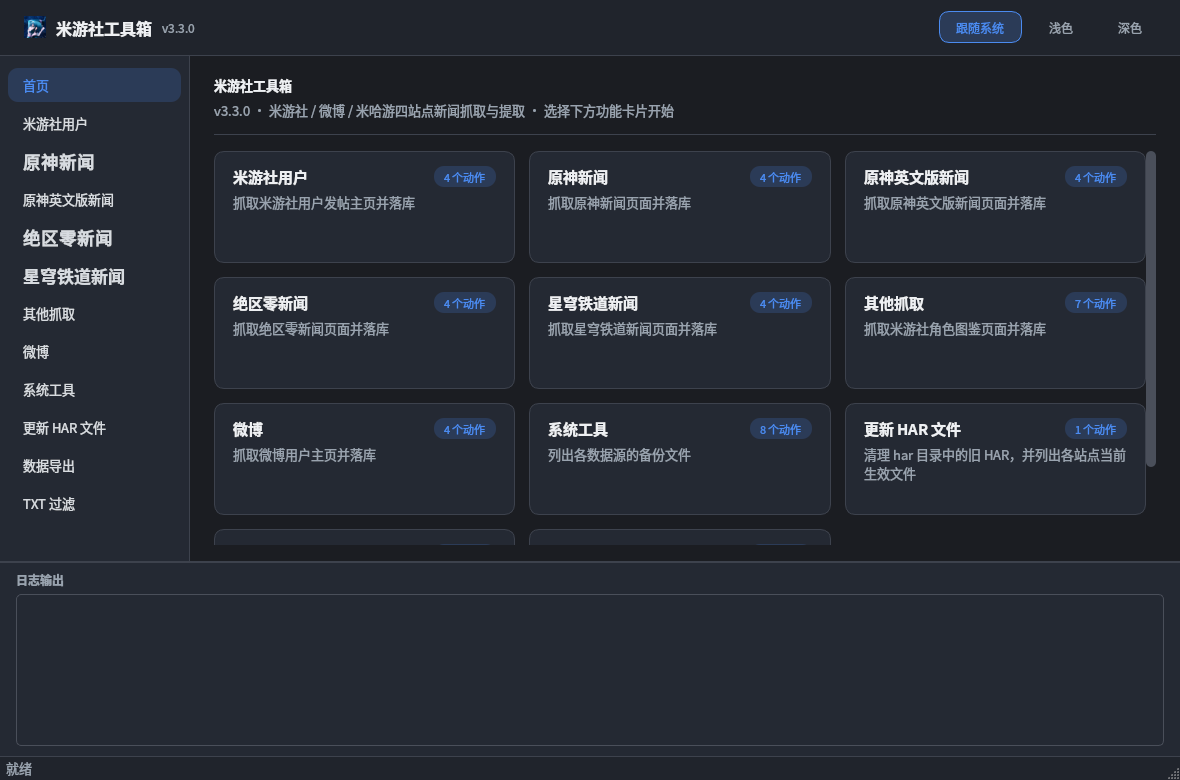 米游社工具箱 v3.3.0
跟随系统 浅色 深色
首页
米游社用户
原神新闻
原神英文版新闻
绝区零新闻
星穹铁道新闻
其他抓取
微博
系统工具
更新 HAR 文件
数据导出
TXT 过滤
米游社工具箱
v3.3.0 · 米游社 / 微博 / 米哈游四站点新闻抓取与提取 · 选择下方功能卡片开始
米游社用户 4 个动作
抓取米游社用户发帖主页并落库
原神新闻 4 个动作
抓取原神新闻页面并落库
原神英文版新闻 4 个动作
抓取原神英文版新闻页面并落库
绝区零新闻 4 个动作
抓取绝区零新闻页面并落库
星穹铁道新闻 4 个动作
抓取星穹铁道新闻页面并落库
其他抓取 7 个动作
抓取米游社角色图鉴页面并落库
微博 4 个动作
抓取微博用户主页并落库
系统工具 8 个动作
列出各数据源的备份文件
更新 HAR 文件 1 个动作
清理 har 目录中的旧 HAR，并列出各站点当前
生效文件
日志输出
就绪